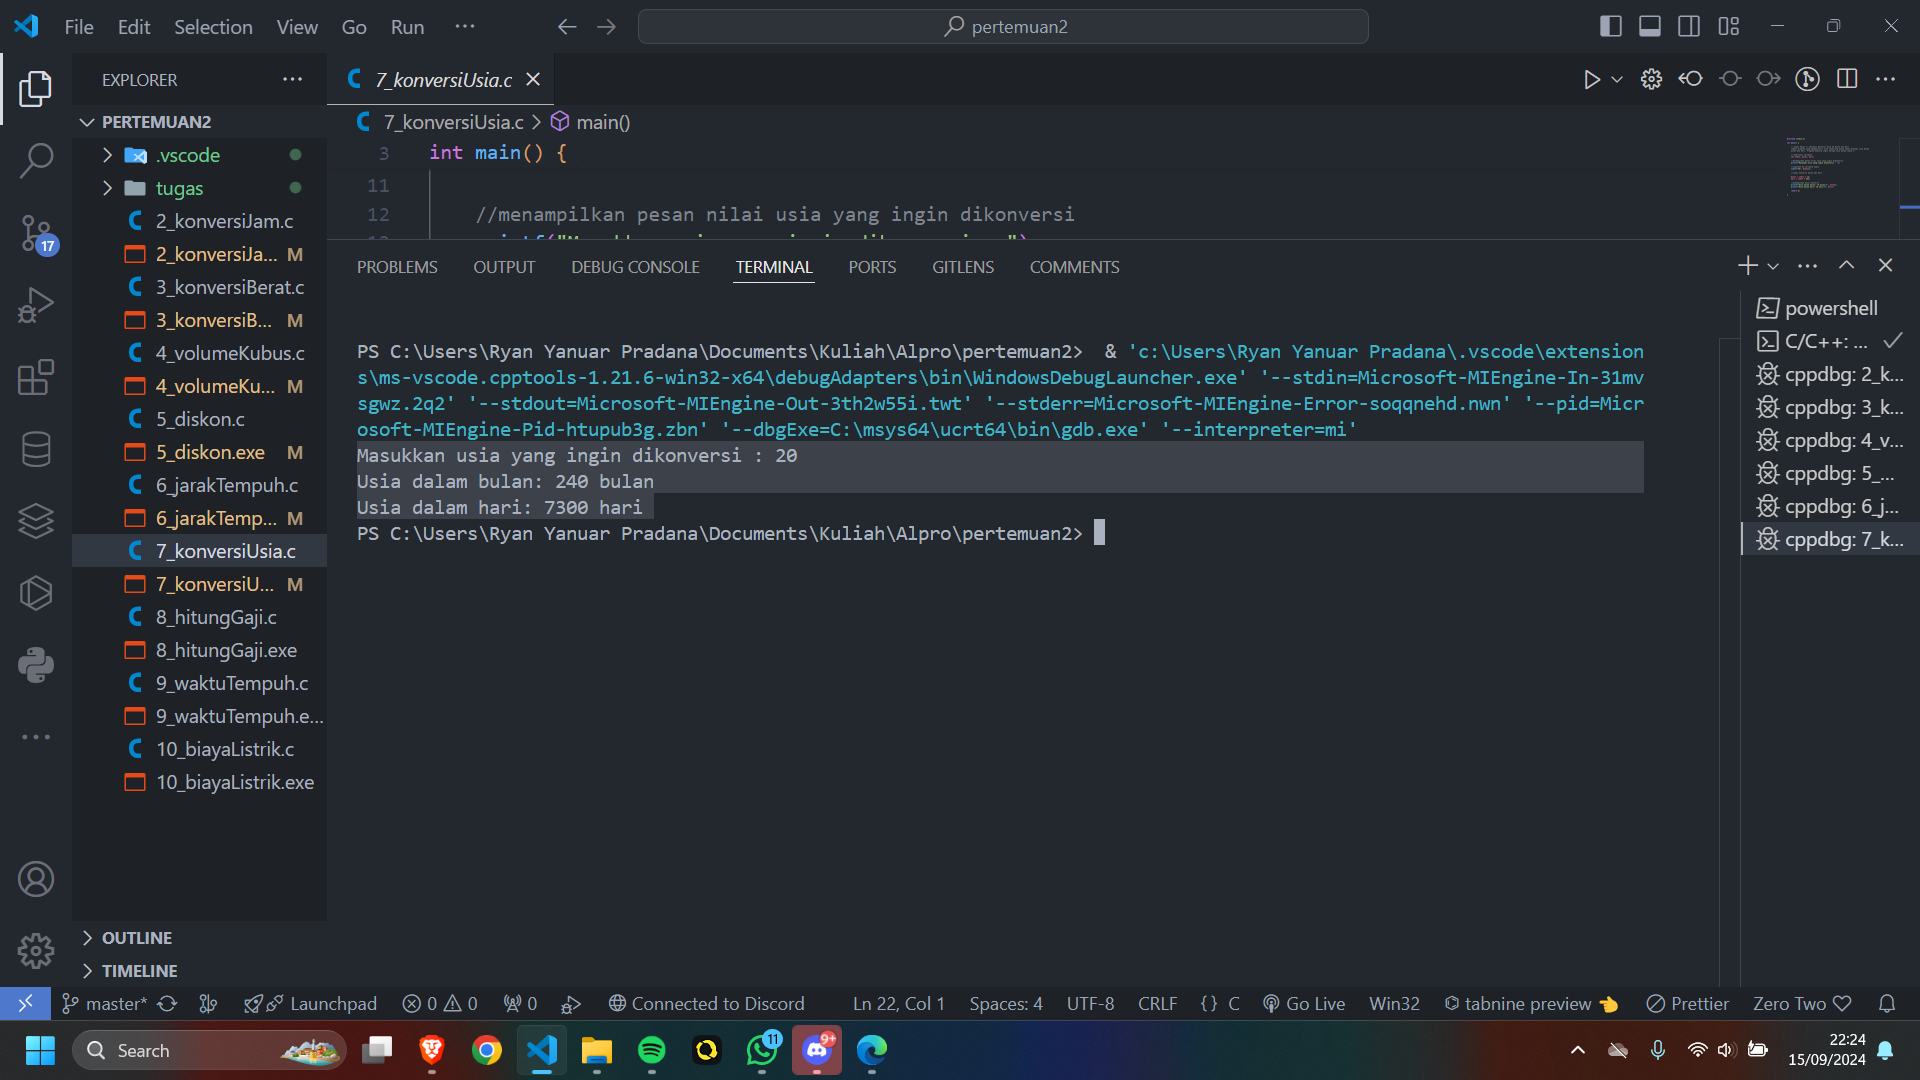 File Edit Selection View Go Run ··· pertemuan2
EXPLORER ···
7_konversiUsia.c
PERTEMUAN2
7_konversiUsia.c > main()
.vscode
tugas
2_konversiJam.c
2_konversiJa... M
3_konversiBerat.c
3_konversiB... M
4_volumeKubus.c
4_volumeKu... M
5_diskon.c
5_diskon.exe M
6_jarakTempuh.c
6_jarakTemp... M
7_konversiUsia.c
7_konversiU... M
8_hitungGaji.c
8_hitungGaji.exe
9_waktuTempuh.c
9_waktuTempuh.e...
10_biayaListrik.c
10_biayaListrik.exe
OUTLINE
TIMELINE
17
3 int main() {
11
12 //menampilkan pesan nilai usia yang ingin dikonversi
PROBLEMS OUTPUT DEBUG CONSOLE TERMINAL PORTS GITLENS COMMENTS
PS C:\Users\Ryan Yanuar Pradana\Documents\Kuliah\Alpro\pertemuan2>  & 'c:\Users\Ryan Yanuar Pradana\.vscode\extension
s\ms-vscode.cpptools-1.21.6-win32-x64\debugAdapters\bin\WindowsDebugLauncher.exe' '--stdin=Microsoft-MIEngine-In-31mv
sgwz.2q2' '--stdout=Microsoft-MIEngine-Out-3th2w55i.twt' '--stderr=Microsoft-MIEngine-Error-soqqnehd.nwn' '--pid=Micr
osoft-MIEngine-Pid-htupub3g.zbn' '--dbgExe=C:\msys64\ucrt64\bin\gdb.exe' '--interpreter=mi'
Masukkan usia yang ingin dikonversi : 20
Usia dalam bulan: 240 bulan
Usia dalam hari: 7300 hari
PS C:\Users\Ryan Yanuar Pradana\Documents\Kuliah\Alpro\pertemuan2>
powershell
C/C++: ...
cppdbg: 2_k...
cppdbg: 3_k...
cppdbg: 4_v...
cppdbg: 5_...
cppdbg: 6_j...
cppdbg: 7_k...
master* Launchpad 0 0 0 Connected to Discord Ln 22, Col 1 Spaces: 4 UTF-8 CRLF {} C Go Live Win32 tabnine preview 👈 Prettier Zero Two
Search 11 9+ 22:24
15/09/2024